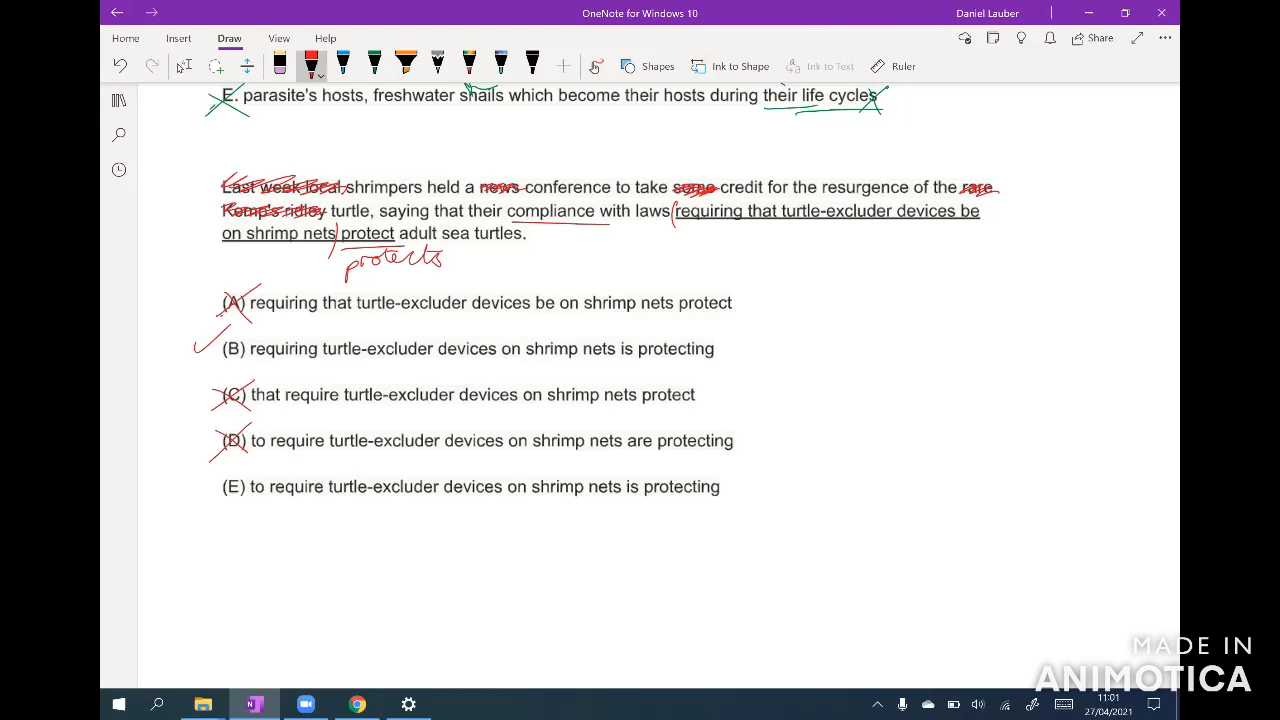 OneNote for Windows 10
Daniel Lauber
Home Insert Draw View Help
Share
Shapes Ink to Shape Ink to Text Ruler
E. parasite's hosts, freshwater snails which become their hosts during their life cycles
Last week local shrimpers held a news conference to take some credit for the resurgence of the rare
Kemp's ridley turtle, saying that their compliance with laws requiring that turtle-excluder devices be
on shrimp nets protect adult sea turtles.
protects
(A) requiring that turtle-excluder devices be on shrimp nets protect
(B) requiring turtle-excluder devices on shrimp nets is protecting
(C) that require turtle-excluder devices on shrimp nets protect
(D) to require turtle-excluder devices on shrimp nets are protecting
(E) to require turtle-excluder devices on shrimp nets is protecting
MADE IN
ANIMOTICA
11:01
27/04/2021